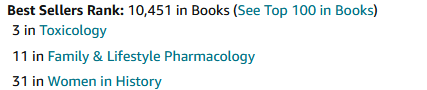 Best Sellers Rank: 10,451 in Books (See Top 100 in Books)
3 in Toxicology
11 in Family & Lifestyle Pharmacology
31 in Women in History